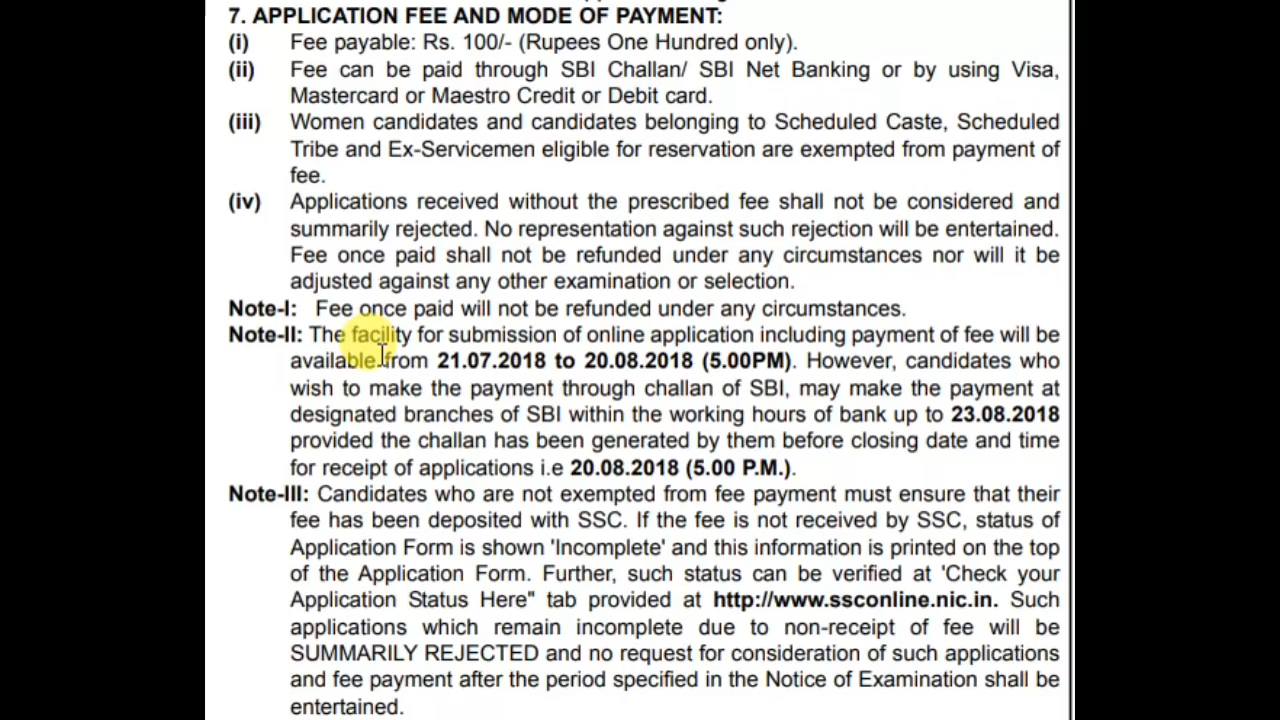 7. APPLICATION FEE AND MODE OF PAYMENT:
(i) Fee payable: Rs. 100/- (Rupees One Hundred only).
(ii) Fee can be paid through SBI Challan/ SBI Net Banking or by using Visa,
Mastercard or Maestro Credit or Debit card.
(iii) Women candidates and candidates belonging to Scheduled Caste, Scheduled
Tribe and Ex-Servicemen eligible for reservation are exempted from payment of
fee.
(iv) Applications received without the prescribed fee shall not be considered and
summarily rejected. No representation against such rejection will be entertained.
Fee once paid shall not be refunded under any circumstances nor will it be
adjusted against any other examination or selection.
Note-I: Fee once paid will not be refunded under any circumstances.
Note-II: The facility for submission of online application including payment of fee will be
available from 21.07.2018 to 20.08.2018 (5.00PM). However, candidates who
wish to make the payment through challan of SBI, may make the payment at
designated branches of SBI within the working hours of bank up to 23.08.2018
provided the challan has been generated by them before closing date and time
for receipt of applications i.e 20.08.2018 (5.00 P.M.).
Note-III: Candidates who are not exempted from fee payment must ensure that their
fee has been deposited with SSC. If the fee is not received by SSC, status of
Application Form is shown 'Incomplete' and this information is printed on the top
of the Application Form. Further, such status can be verified at 'Check your
Application Status Here" tab provided at http://www.ssconline.nic.in. Such
applications which remain incomplete due to non-receipt of fee will be
SUMMARILY REJECTED and no request for consideration of such applications
and fee payment after the period specified in the Notice of Examination shall be
entertained.